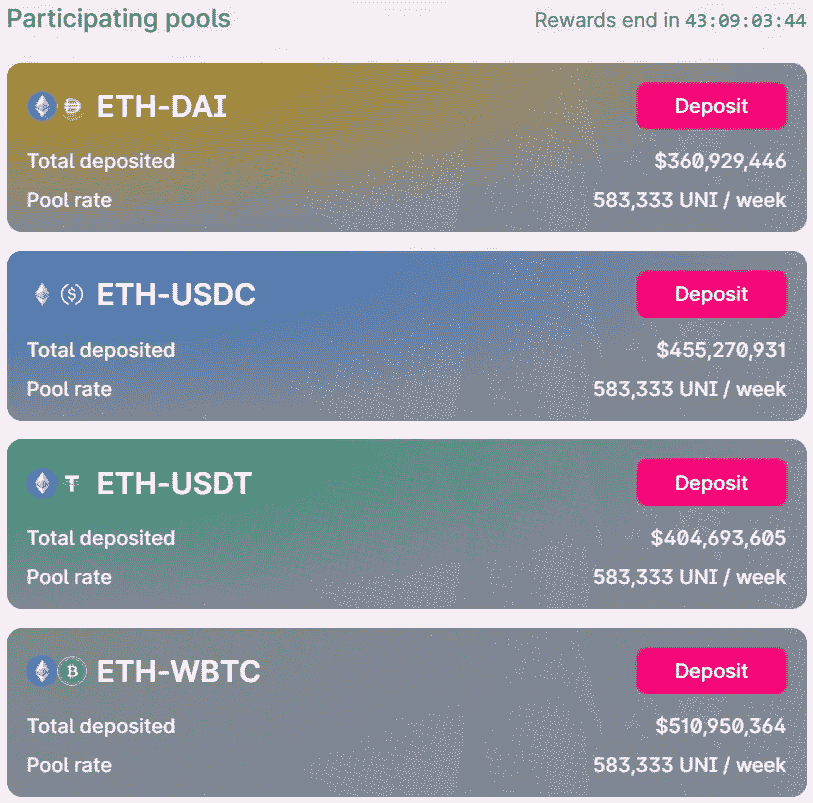 Participating pools
Rewards end in 43:09:03:44
ETH-DAI
Deposit
Total deposited $360,929,446
Pool rate 583,333 UNI / week
ETH-USDC
Deposit
Total deposited $455,270,931
Pool rate 583,333 UNI / week
ETH-USDT
Deposit
Total deposited $404,693,605
Pool rate 583,333 UNI / week
ETH-WBTC
Deposit
Total deposited $510,950,364
Pool rate 583,333 UNI / week